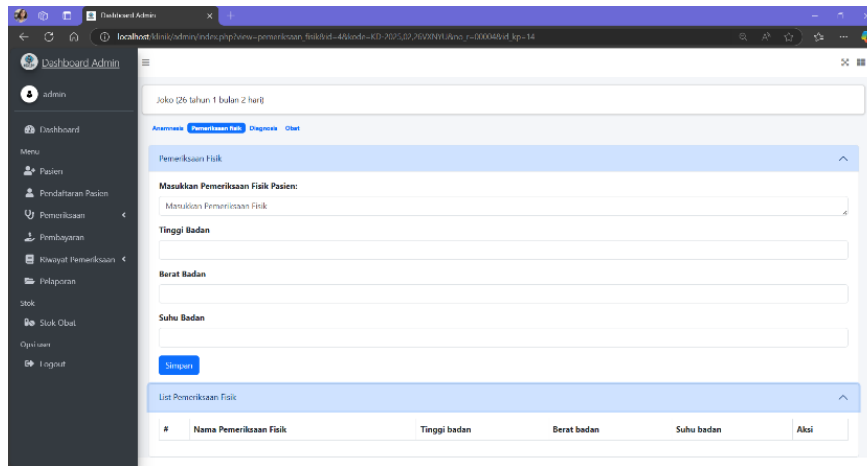 Dashboard Admin
localhost/klinik/admin/index.php?view=pemeriksaan_fisik&id=4&kode=KD-2025,02,26VXNYU&no_r=00004&id_kp=14
Dashboard Admin
admin
Joko [26 tahun 1 bulan 2 hari]
Anamnesis Pemeriksaan fisik Diagnosis Obat
Dashboard
Menu
Pasien
Pendaftaran Pasien
Pemeriksaan
Pembayaran
Riwayat Pemeriksaan
Pelaporan
Stok
Stok Obat
Opsi user
Logout
Pemeriksaan Fisik
Masukkan Pemeriksaan Fisik Pasien:
Masukkan Pemeriksaan Fisik
Tinggi Badan
Berat Badan
Suhu Badan
Simpan
List Pemeriksaan Fisik
# Nama Pemeriksaan Fisik Tinggi badan Berat badan Suhu badan Aksi